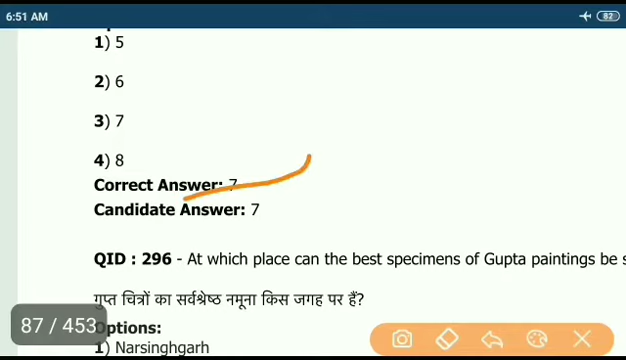 6:51 AM
82
1) 5
2) 6
3) 7
4) 8
Correct Answer: 7
Candidate Answer: 7
QID : 296 - At which place can the best specimens of Gupta paintings be s
गुप्त चित्रों का सर्वश्रेष्ठ नमूना किस जगह पर हैं?
87 / 453
ptions:
1) Narsinghgarh